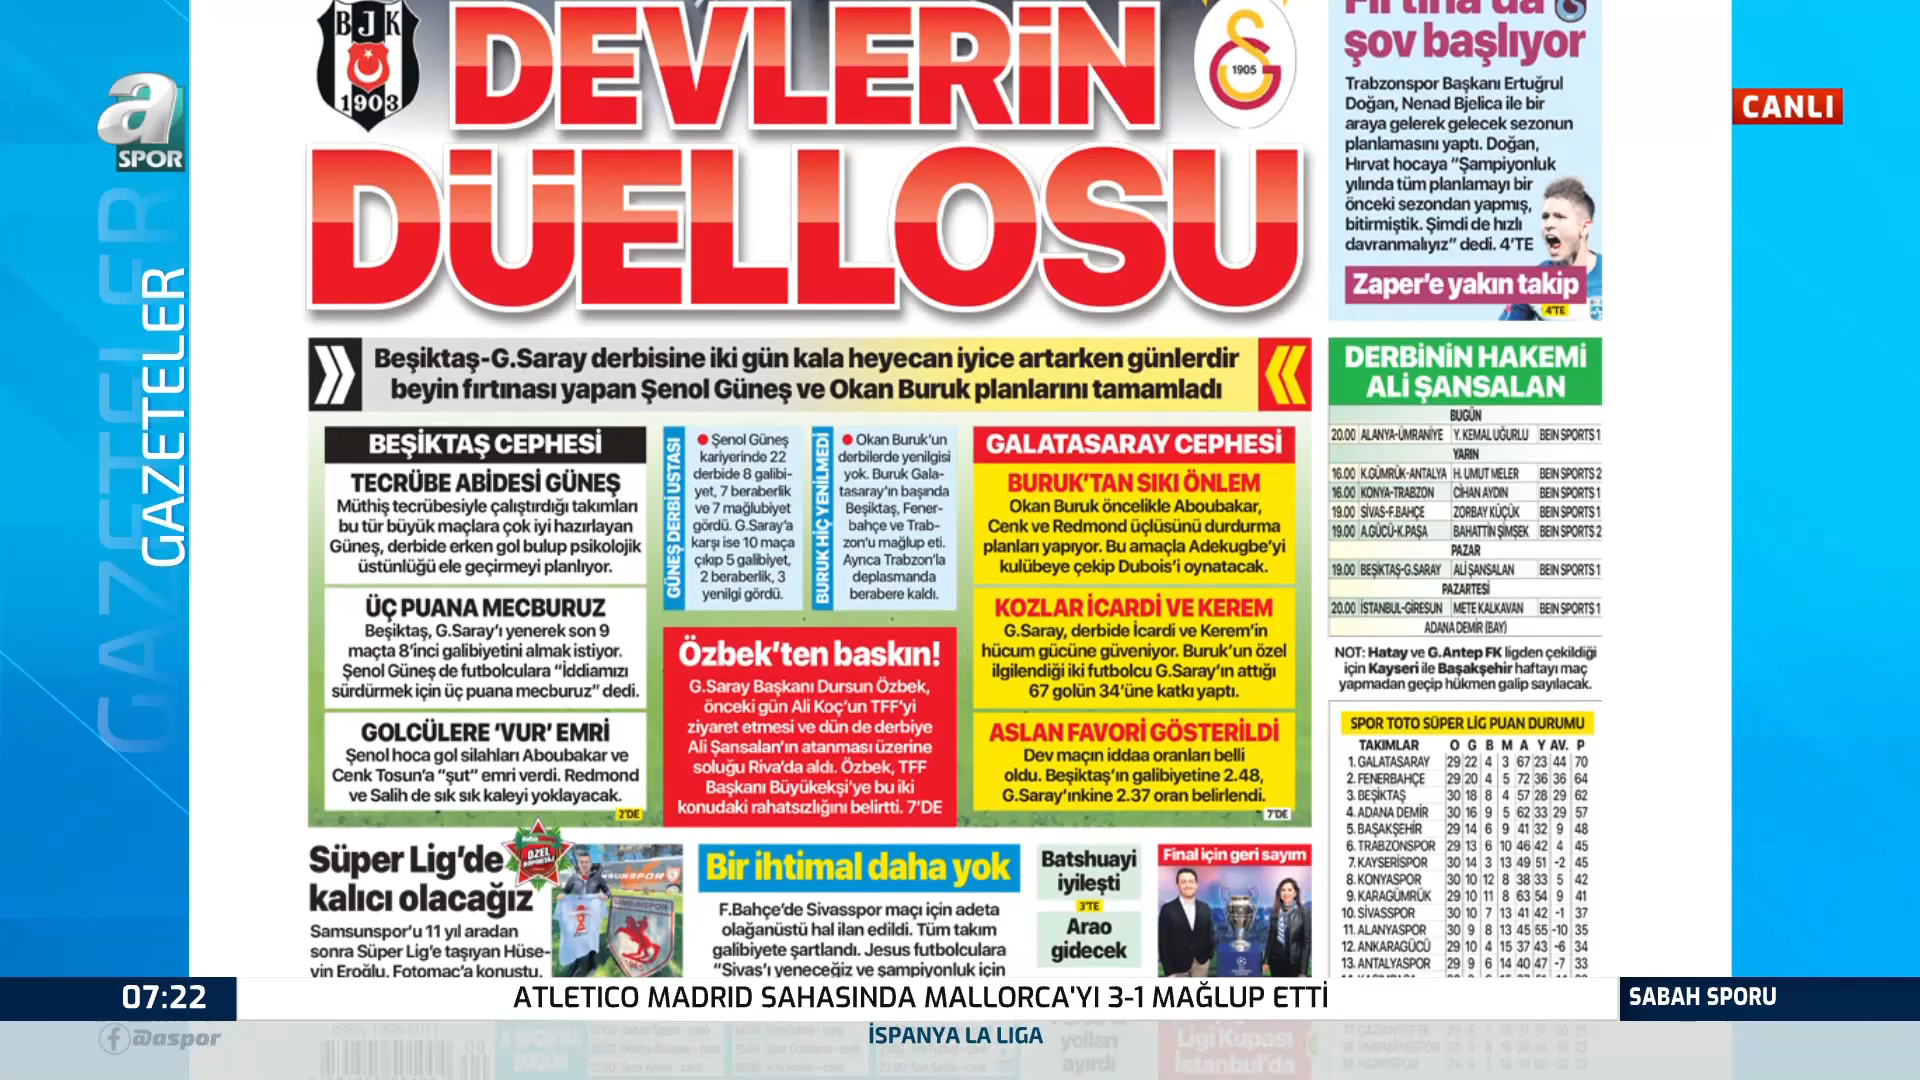 BJK
1903
DEVLERİN
DÜELLOSU
1905
Fırtına'da
şov başlıyor
Trabzonspor Başkanı Ertuğrul
Doğan, Nenad Bjelica ile bir
araya gelerek gelecek sezonun
planlamasını yaptı. Doğan,
Hırvat hocaya “Şampiyonluk
yılında tüm planlamayı bir
önceki sezondan yapmış,
bitirmiştik. Şimdi de hızlı
davranmalıyız” dedi. 4’TE
Zaper’e yakın takip
4’TE
a
SPOR
CANLI
GAZETELER
GAZETELER
Beşiktaş-G.Saray derbisine iki gün kala heyecan iyice artarken günlerdir
beyin fırtınası yapan Şenol Güneş ve Okan Buruk planlarını tamamladı
BEŞİKTAŞ CEPHESİ
TECRÜBE ABİDESİ GÜNEŞ
Müthiş tecrübesiyle çalıştırdığı takımları
bu tür büyük maçlara çok iyi hazırlayan
Güneş, derbide erken gol bulup psikolojik
üstünlüğü ele geçirmeyi planlıyor.
ÜÇ PUANA MECBURUZ
Beşiktaş, G.Saray’ı yenerek son 9
maçta 8’inci galibiyetini almak istiyor.
Şenol Güneş de futbolculara “İddiamızı
sürdürmek için üç puana mecburuz” dedi.
GOLCÜLERE ‘VUR’ EMRİ
Şenol hoca gol silahları Aboubakar ve
Cenk Tosun’a “şut” emri verdi. Redmond
ve Salih de sık sık kaleyi yoklayacak.
2’DE
GÜNEŞ DERBİ USTASI
● Şenol Güneş
kariyerinde 22
derbide 8 galibi-
yet, 7 beraberlik
ve 7 mağlubiyet
gördü. G.Saray’a
karşı ise 10 maça
çıkıp 5 galibiyet,
2 beraberlik, 3
yenilgi gördü.
BURUK HİÇ YENİLMEDİ
● Okan Buruk’un
derbilerde yenilgisi
yok. Buruk Gala-
tasaray’ın başında
Beşiktaş, Fener-
bahçe ve Trab-
zon’u mağlup eti.
Ayrıca Trabzon’la
deplasmanda
berabere kaldı.
Özbek’ten baskın!
G.Saray Başkanı Dursun Özbek,
önceki gün Ali Koç’un TFF’yi
ziyaret etmesi ve dün de derbiye
Ali Şansalan’ın atanması üzerine
soluğu Riva’da aldı. Özbek, TFF
Başkanı Büyükekşi’ye bu iki
konudaki rahatsızlığını belirtti. 7’DE
GALATASARAY CEPHESİ
BURUK’TAN SIKI ÖNLEM
Okan Buruk öncelikle Aboubakar,
Cenk ve Redmond üçlüsünü durdurma
planları yapıyor. Bu amaçla Adekugbe’yi
kulübeye çekip Dubois’i oynatacak.
KOZLAR İCARDİ VE KEREM
G.Saray, derbide İcardi ve Kerem’in
hücum gücüne güveniyor. Buruk’un özel
ilgilendiği iki futbolcu G.Saray’ın attığı
67 golün 34’üne katkı yaptı.
ASLAN FAVORİ GÖSTERİLDİ
Dev maçın iddaa oranları belli
oldu. Beşiktaş’ın galibiyetine 2.48,
G.Saray’ınkine 2.37 oran belirlendi.
7’DE
DERBİNİN HAKEMİ
ALİ ŞANSALAN
BUGÜN
20.00 ALANYA-ÜMRANİYE Y. KEMAL UĞURLU BEIN SPORTS 1
YARIN
16.00 K.GÜMRÜK-ANTALYA H. UMUT MELER BEIN SPORTS 2
16.00 KONYA-TRABZON CİHAN AYDIN BEIN SPORTS 1
19.00 SİVAS-F.BAHÇE ZORBAY KÜÇÜK BEIN SPORTS 1
19.00 A.GÜCÜ-K.PAŞA BAHATTİN ŞİMŞEK BEIN SPORTS 2
PAZAR
19.00 BEŞİKTAŞ-G.SARAY ALİ ŞANSALAN BEIN SPORTS 1
PAZARTESİ
20.00 İSTANBUL-GİRESUN METE KALKAVAN BEIN SPORTS 1
ADANA DEMİR (BAY)
NOT: Hatay ve G.Antep FK ligden çekildiği
için Kayseri ile Başakşehir haftayı maç
yapmadan geçip hükmen galip sayılacak.
SPOR TOTO SÜPER LİG PUAN DURUMU
TAKIMLAR O G B M A Y AV. P
1. GALATASARAY 29 22 4 3 67 23 44 70
2. FENERBAHÇE 29 20 4 5 72 36 36 64
3. BEŞİKTAŞ 30 18 8 4 57 28 29 62
4. ADANA DEMİR 30 16 9 5 62 33 29 57
5. BAŞAKŞEHİR 29 14 6 9 41 32 9 48
6. TRABZONSPOR 29 13 6 10 46 42 4 45
7. KAYSERİSPOR 30 14 3 13 49 51 -2 45
8. KONYASPOR 30 10 12 8 38 33 5 42
9. KARAGÜMRÜK 29 10 11 8 63 54 9 41
10. SİVASSPOR 30 10 7 13 41 42 -1 37
11. ALANYASPOR 30 9 8 13 45 55 -10 35
12. ANKARAGÜCÜ 29 10 4 15 37 43 -6 34
13. ANTALYASPOR 29 9 6 14 40 47 -7 33
Süper Lig’de
kalıcı olacağız
ÖZEL
RÖPORTAJ
SAMSUNSPOR
Samsunspor’u 11 yıl aradan
sonra Süper Lig’e taşıyan Hüse-
yin Eroğlu, Fotomaç’a konuştu.
Bir ihtimal daha yok
F.Bahçe’de Sivasspor maçı için adeta
olağanüstü hal ilan edildi. Tüm takım
galibiyete şartlandı. Jesus futbolculara
“Sivas’ı yeneceğiz ve şampiyonluk için
Batshuayi
iyileşti
3’TE
Arao
gidecek
Final için geri sayım
07:22
ATLETICO MADRID SAHASINDA MALLORCA'YI 3-1 MAĞLUP ETTİ
SABAH SPORU
@aspor
İSPANYA LA LIGA
A SPOR'DA
BUGÜN
yolları
ayırdı
Ligi Kupası
İstanbul’da